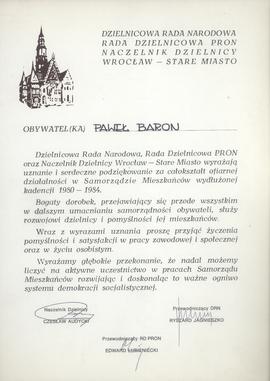 DZIELNICOWA RADA NARODOWA
RADA DZIELNICOWA PRON
NACZELNIK DZIELNICY
WROCŁAW – STARE MIASTO
OBYWATEL(KA) PAWEŁ BARON
Dzielnicowa Rada Narodowa, Rada Dzielnicowa PRON
oraz Naczelnik Dzielnicy Wrocław – Stare Miasto wyrażają
uznanie i serdeczne podziękowanie za całokształt ofiarnej
działalności w Samorządzie Mieszkańców wydłużonej
kadencji 1980 – 1984.
Bogaty dorobek, przejawiający się przede wszystkim
w dalszym umacnianiu samorządności obywateli, służy
rozwojowi dzielnicy i pomyślności jej mieszkańców.
Wraz z wyrazami uznania proszę przyjąć życzenia
pomyślności i satysfakcji w pracy zawodowej i społecznej
oraz w życiu osobistym.
Wyrażamy głębokie przekonanie, że nadal możemy
liczyć na aktywne uczestnictwo w pracach Samorządu
Mieszkańców rozwijając i doskonaląc to ważne ogniwo
systemu demokracji socjalistycznej.
Naczelnik Dzielnicy
CZESŁAW AUDYCKI
Przewodniczący DRN
RYSZARD JAŚNIESZKO
Przewodniczący RD PRON
EDWARD